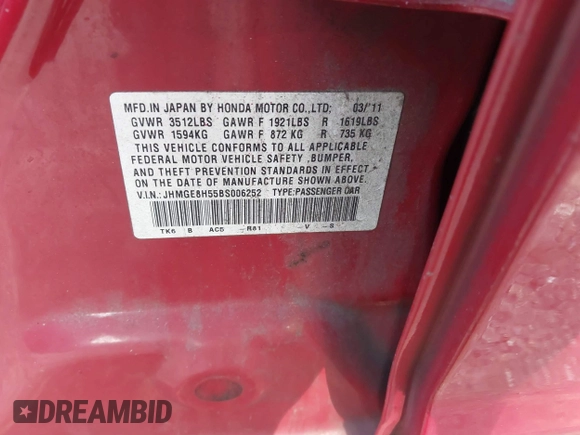 MFD.IN JAPAN BY HONDA MOTOR CO.,LTD: 03/'11
GVWR 3512LBS GAWR F 1921LBS R 1619LBS
GVWR 1594KG GAWR F 872 KG R 735 KG
THIS VEHICLE CONFORMS TO ALL APPLICABLE
FEDERAL MOTOR VEHICLE SAFETY ,BUMPER,
AND THEFT PREVENTION STANDARDS IN EFFECT
ON THE DATE OF MANUFACTURE SHOWN ABOVE.
V.I.N.: JHMGE8H55BS006252 TYPE:PASSENGER CAR
TK6 B AC5 -R81 -V -S
DREAMBID